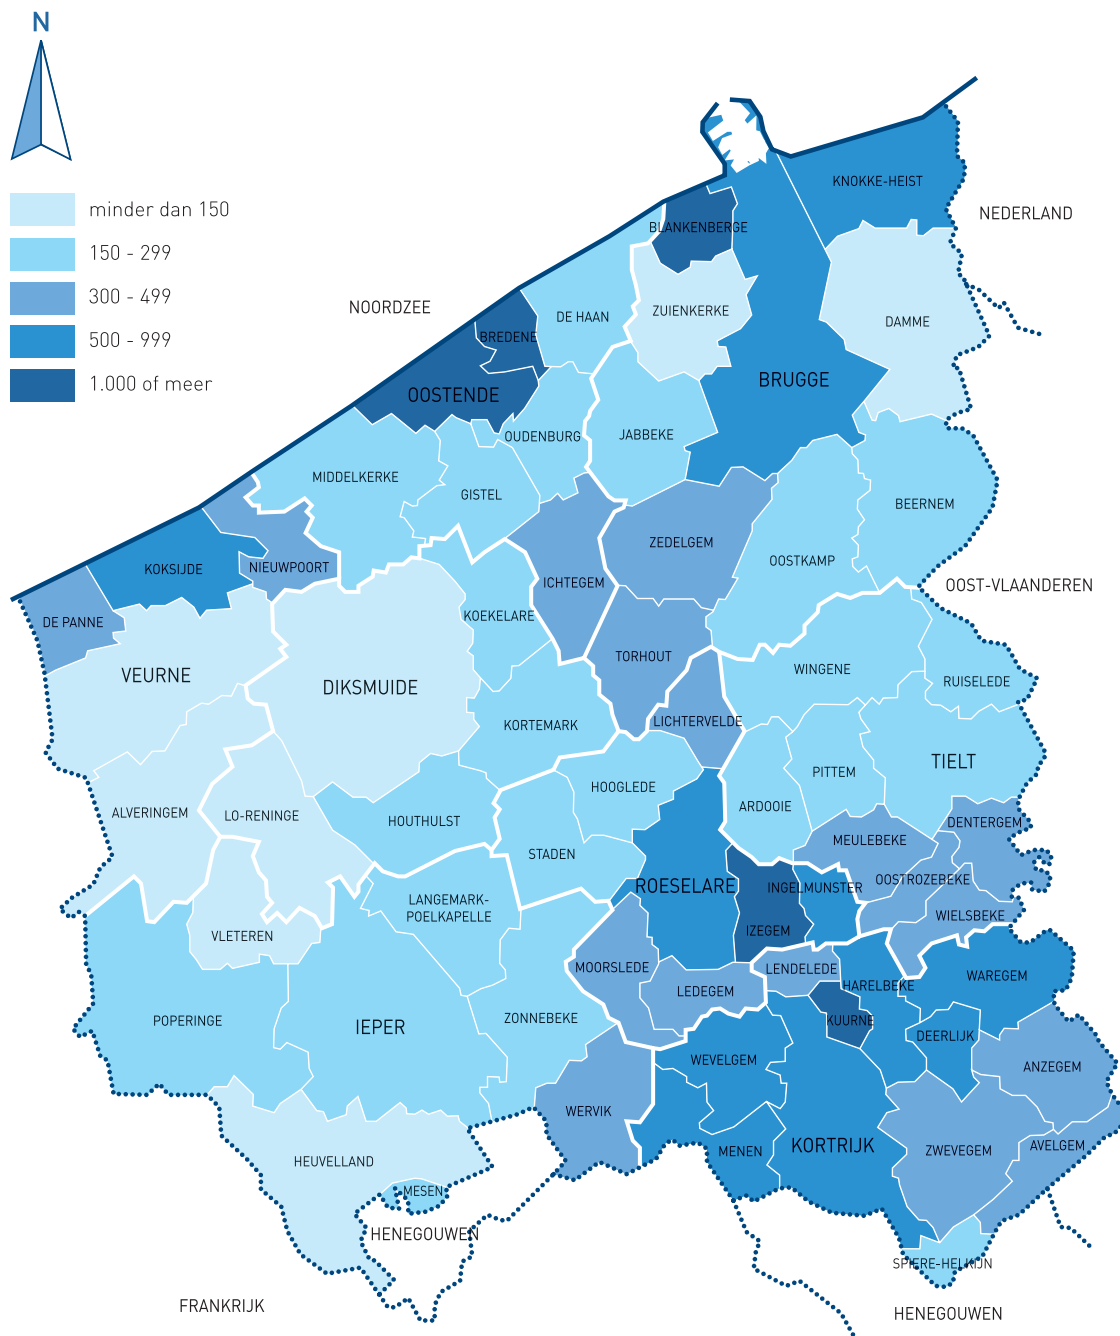 N
minder dan 150
150 - 299
300 - 499
500 - 999
1.000 of meer
KNOKKE-HEIST
NEDERLAND
BLANKENBERGE
NOORDZEE
ZUIENKERKE
DE HAAN
DAMME
BREDENE
BRUGGE
OOSTENDE
OUDENBURG
JABBEKE
MIDDELKERKE
GISTEL
BEERNEM
ZEDELGEM
OOSTKAMP
KOKSIJDE
NIEUWPOORT
ICHTEGEM
OOST-VLAANDEREN
DE PANNE
KOEKELARE
TORHOUT
WINGENE
VEURNE
DIKSMUIDE
RUISELEDE
KORTEMARK
LICHTERVELDE
TIELT
PITTEM
HOOGLEDE
ARDOOIE
ALVERINGEM
LO-RENINGE
HOUTHULST
DENTERGEM
MEULEBEKE
STADEN
ROESELARE
INGELMUNSTER
OOSTROZEBEKE
LANGEMARK-
POELKAPELLE
WIELSBEKE
VLETEREN
IZEGEM
MOORSLEDE
LENDELEDE
WAREGEM
LEDEGEM
HARELBEKE
POPERINGE
IEPER
ZONNEBEKE
KUURNE
DEERLIJK
WEVELGEM
ANZEGEM
WERVIK
KORTRIJK
AVELGEM
MENEN
ZWEVEGEM
HEUVELLAND
MESEN
HENEGOUWEN
SPIERE-HELKIJN
FRANKRIJK
HENEGOUWEN